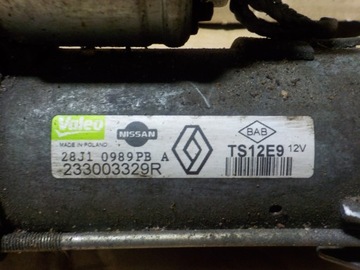 Valeo
MADE IN POLAND
NISSAN
BAB
28J1 0989PB A
TS12E9 12V
233003329R